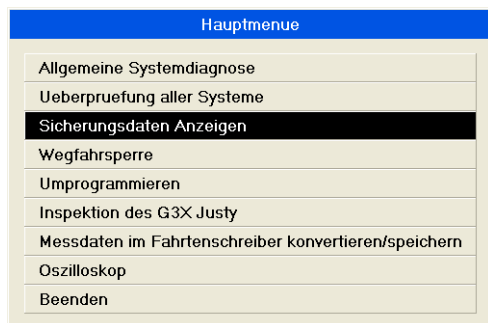 Hauptmenue
Allgemeine Systemdiagnose
Ueberpruefung aller Systeme
Sicherungsdaten Anzeigen
Wegfahrsperre
Umprogrammieren
Inspektion des G3X Justy
Messdaten im Fahrtenschreiber konvertieren/speichern
Oszilloskop
Beenden